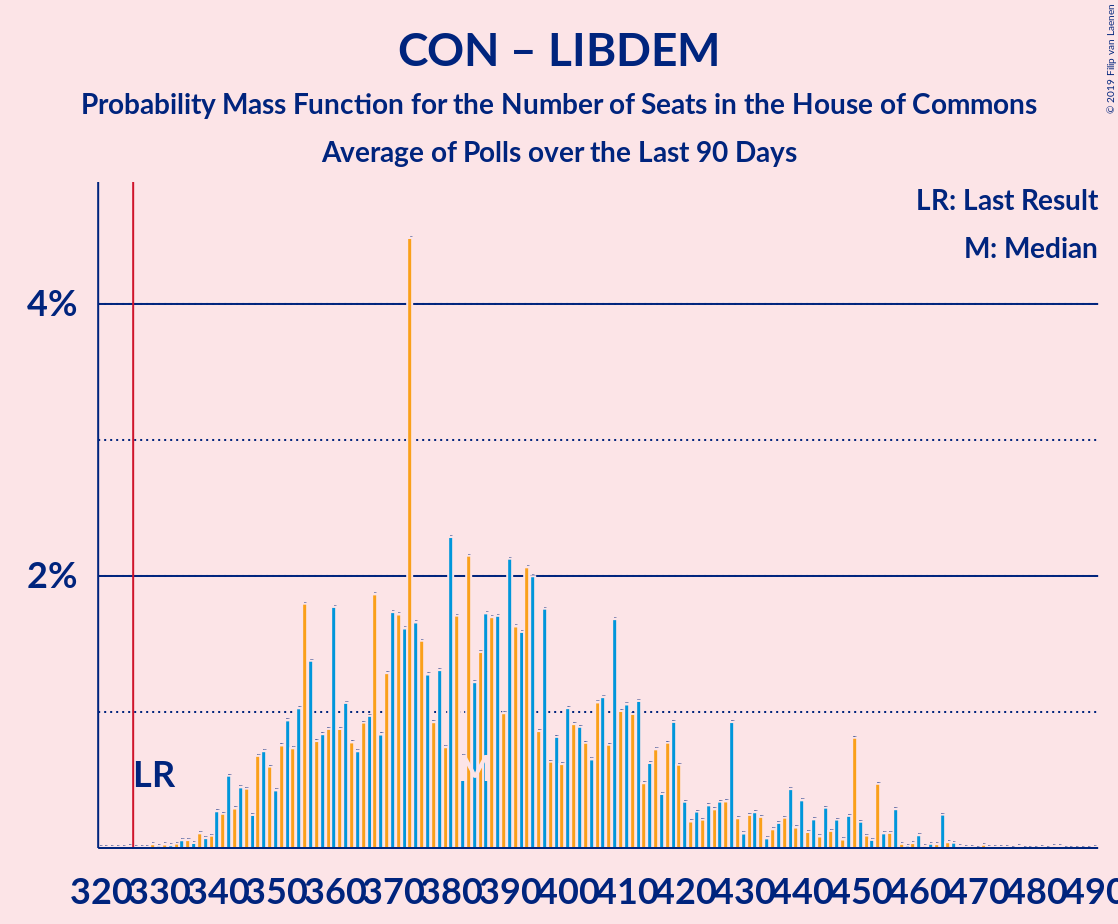 CON – LIBDEM
Probability Mass Function for the Number of Seats in the House of Commons
Average of Polls over the Last 90 Days
© 2019 Filip van Laenen
LR: Last Result
M: Median
4%
2%
LR
M
320 330 340 350 360 370 380 390 400 410 420 430 440 450 460 470 480 490